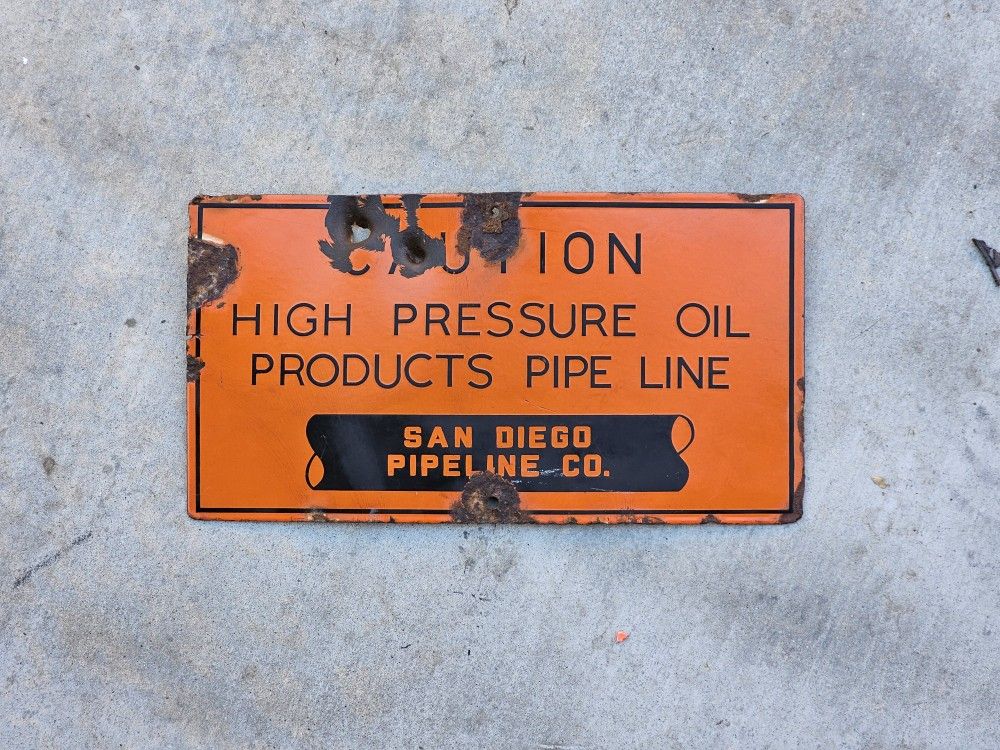 CAUTION
HIGH PRESSURE OIL
PRODUCTS PIPE LINE
SAN DIEGO
PIPELINE CO.